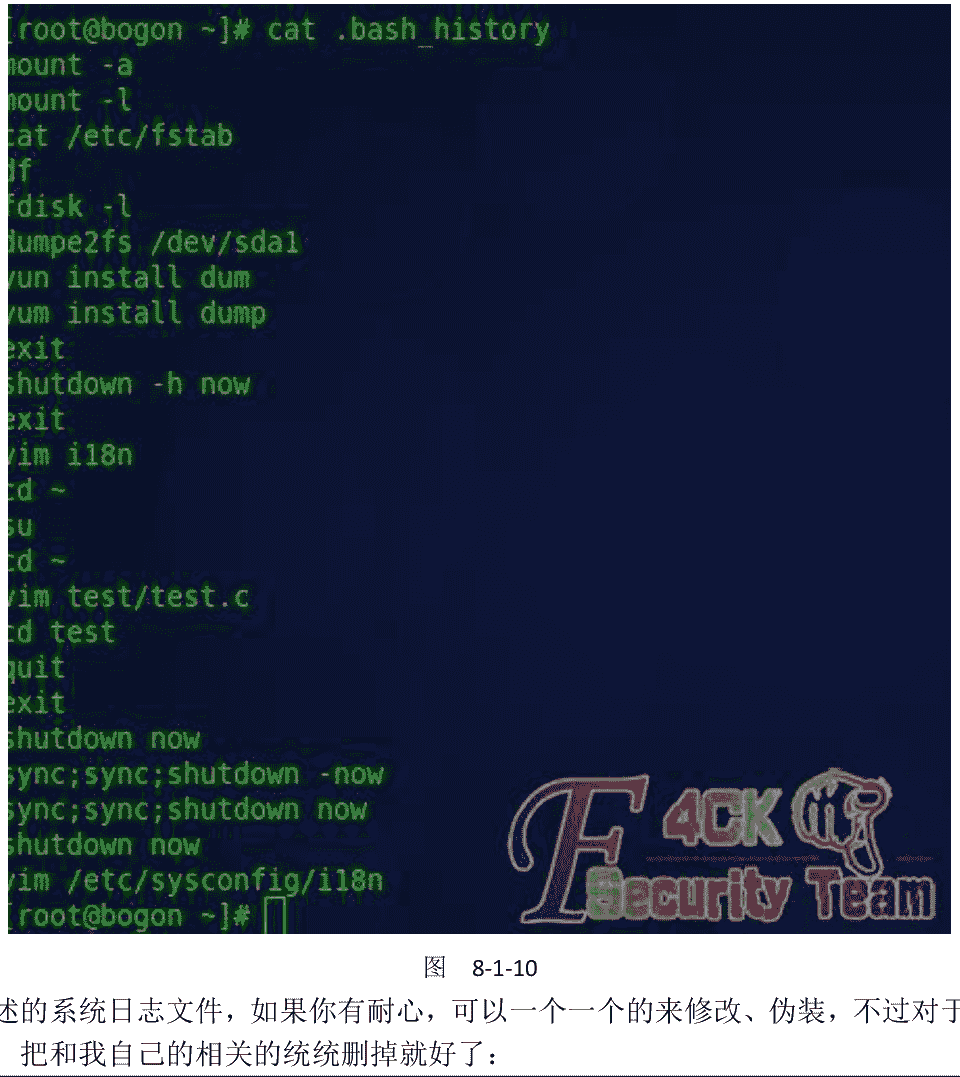 [root@bogon ~]# cat .bash_history
mount -a
mount -l
cat /etc/fstab
df
fdisk -l
dumpe2fs /dev/sda1
yun install dum
yum install dump
exit
shutdown -h now
exit
vim i18n
cd ~
su
cd ~
vim test/test.c
cd test
quit
exit
shutdown now
sync;sync;shutdown -now
sync;sync;shutdown now
shutdown now
vim /etc/sysconfig/i18n
[root@bogon ~]#
F4CK
Security Team
图 8-1-10
述的系统日志文件，如果你有耐心，可以一个一个的来修改、伪装，不过对于
把和我自己的相关的统统删掉就好了：